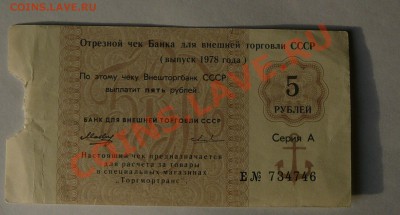 COINS.LAVE.RU
Отрезной чек Банка для внешней торговли СССР
( выпуск 1978 года )
По этому чеку Внешторгбанк СССР
выплатит пять рублей
5
РУБЛЕЙ
БАНК ДЛЯ ВНЕШНЕЙ ТОРГОВЛИ СССР
Серия А
Настоящий чек предназначается
для расчета за товары
в специальных магазинах
„Торгмортранс"
Е № 734746
COINS.LAVE.RU